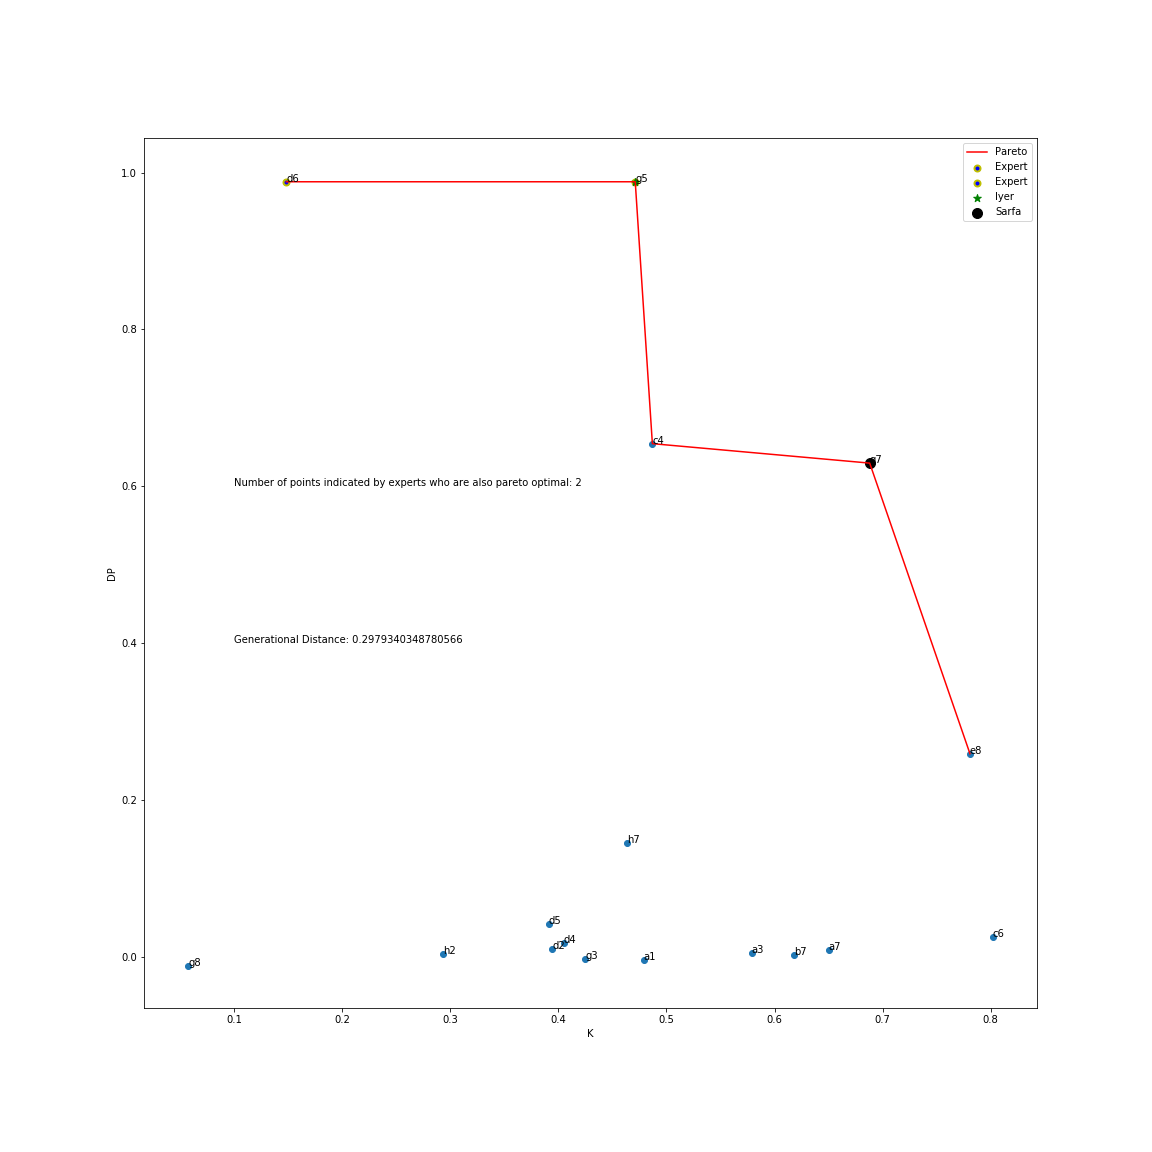 Pareto
Expert
Expert
Iyer
Sarfa
1.0
0.8
0.6
0.4
0.2
0.0
DP
d6
g5
c4
Number of points indicated by experts who are also pareto optimal: 2
Generational Distance: 0.2979340348780566
e8
h7
d5
d4
d2
g3
h2
g8
a1
a3
b7
a7
c6
0.1
0.2
0.3
0.4
0.5
0.6
0.7
0.8
K